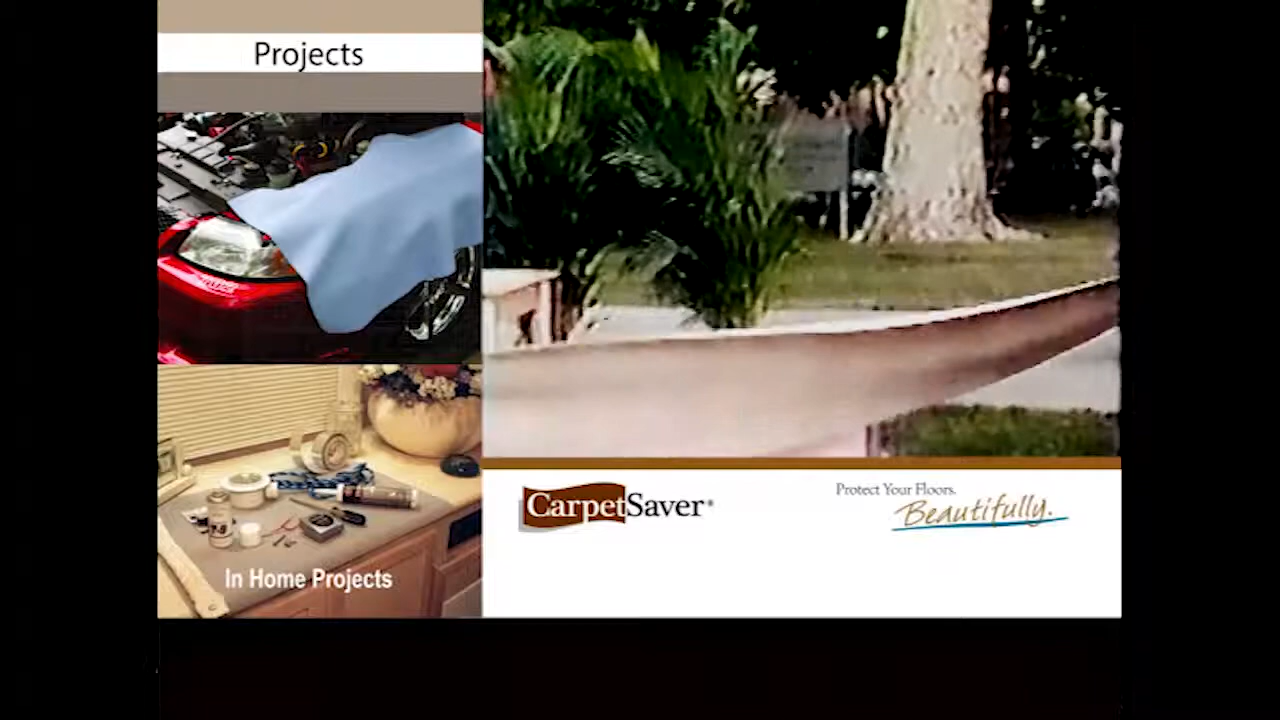 Projects
In Home Projects
CarpetSaver®
Protect Your Floors.
Beautifully.